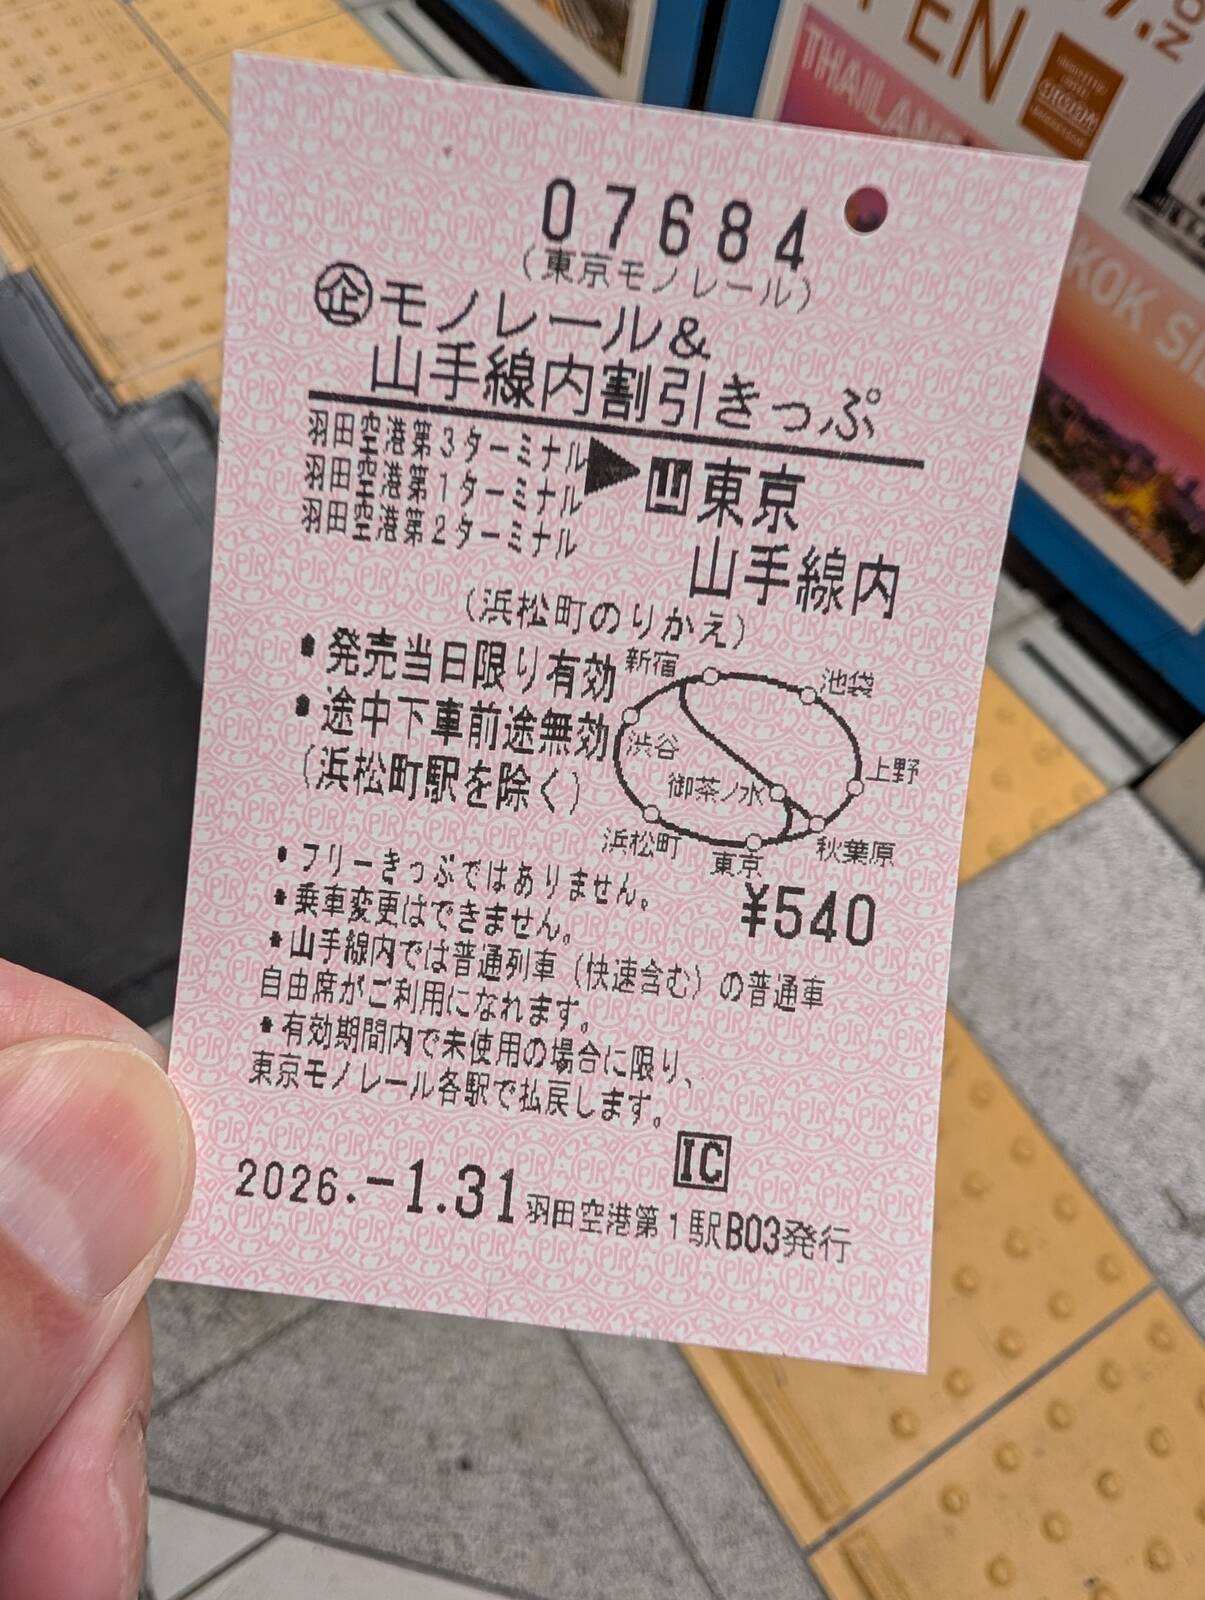 07684
(東京モノレール)
㊭モノレール&
山手線内割引きっぷ
羽田空港第3ターミナル
羽田空港第1ターミナル
羽田空港第2ターミナル
▶山東京
山手線内
(浜松町のりかえ)
・発売当日限り有効
・途中下車前途無効
(浜松町駅を除く)
新宿
池袋
渋谷
上野
御茶ノ水
浜松町
東京
秋葉原
¥540
・フリーきっぷではありません。
・乗車変更はできません。
・山手線内では普通列車(快速含む)の普通車
自由席がご利用になれます。
・有効期間内で未使用の場合に限り、
東京モノレール各駅で払戻します。
IC
2026.-1.31羽田空港第1駅B03発行
PEN
THAILAND
KOK SI